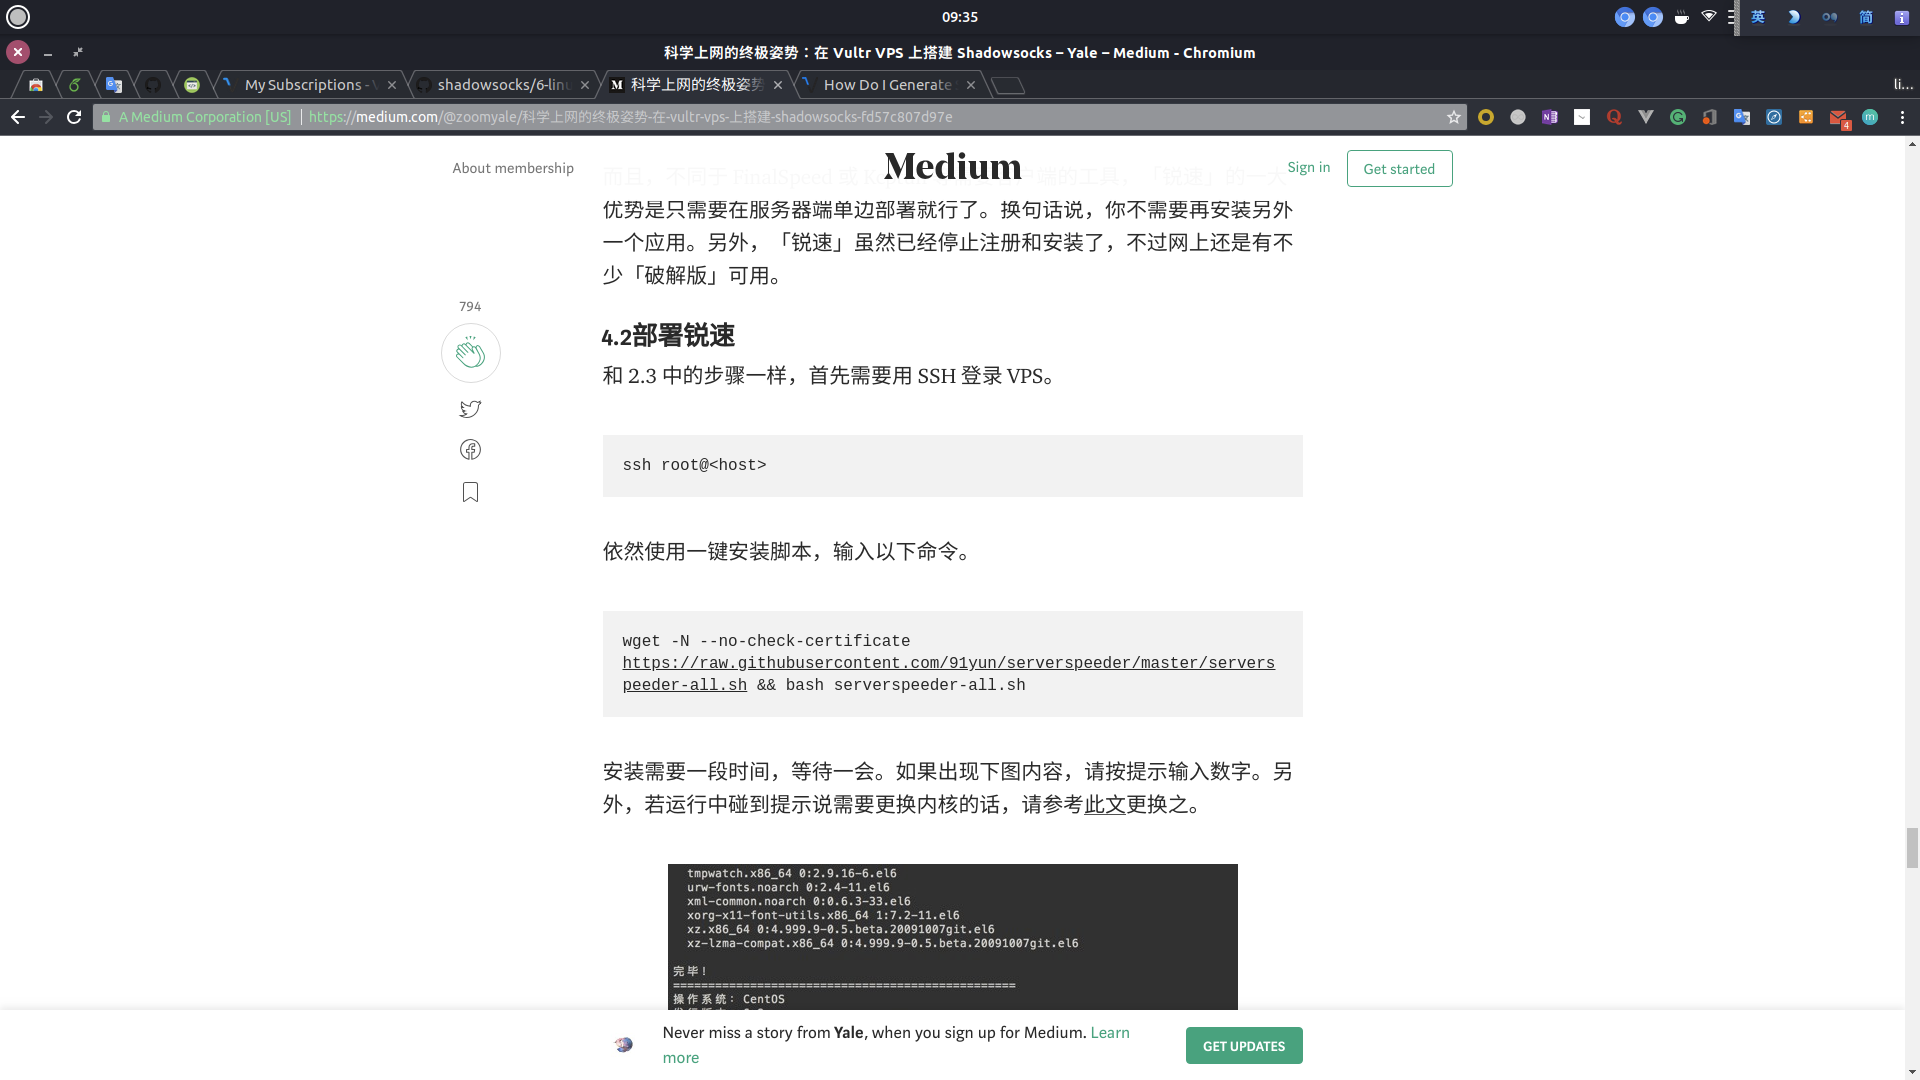 09:35
英
简
科学上网的终极姿势：在 Vultr VPS 上搭建 Shadowsocks – Yale – Medium - Chromium
My Subscriptions - V
shadowsocks/6-linu
科学上网的终极姿势
How Do I Generate S
li...
A Medium Corporation [US]
https://medium.com/@zoomyale/科学上网的终极姿势-在-vultr-vps-上搭建-shadowsocks-fd57c807d97e
4
About membership
Medium
Sign in
Get started
而且，不同于 FinalSpeed 或 户端的工具，「锐速」的一大
优势是只需要在服务器端单边部署就行了。换句话说，你不需要再安装另外
一个应用。另外，「锐速」虽然已经停止注册和安装了，不过网上还是有不
少「破解版」可用。
794
4.2部署锐速
和 2.3 中的步骤一样，首先需要用 SSH 登录 VPS。
ssh root@<host>
依然使用一键安装脚本，输入以下命令。
wget -N --no-check-certificate
https://raw.githubusercontent.com/91yun/serverspeeder/master/servers
peeder-all.sh && bash serverspeeder-all.sh
安装需要一段时间，等待一会。如果出现下图内容，请按提示输入数字。另
外，若运行中碰到提示说需要更换内核的话，请参考此文更换之。
tmpwatch.x86_64 0:2.9.16-6.el6
urw-fonts.noarch 0:2.4-11.el6
xml-common.noarch 0:0.6.3-33.el6
xorg-x11-font-utils.x86_64 1:7.2-11.el6
xz.x86_64 0:4.999.9-0.5.beta.20091007git.el6
xz-lzma-compat.x86_64 0:4.999.9-0.5.beta.20091007git.el6
完毕！
=================================================
操作系统：CentOS
Never miss a story from Yale, when you sign up for Medium. Learn
more
GET UPDATES